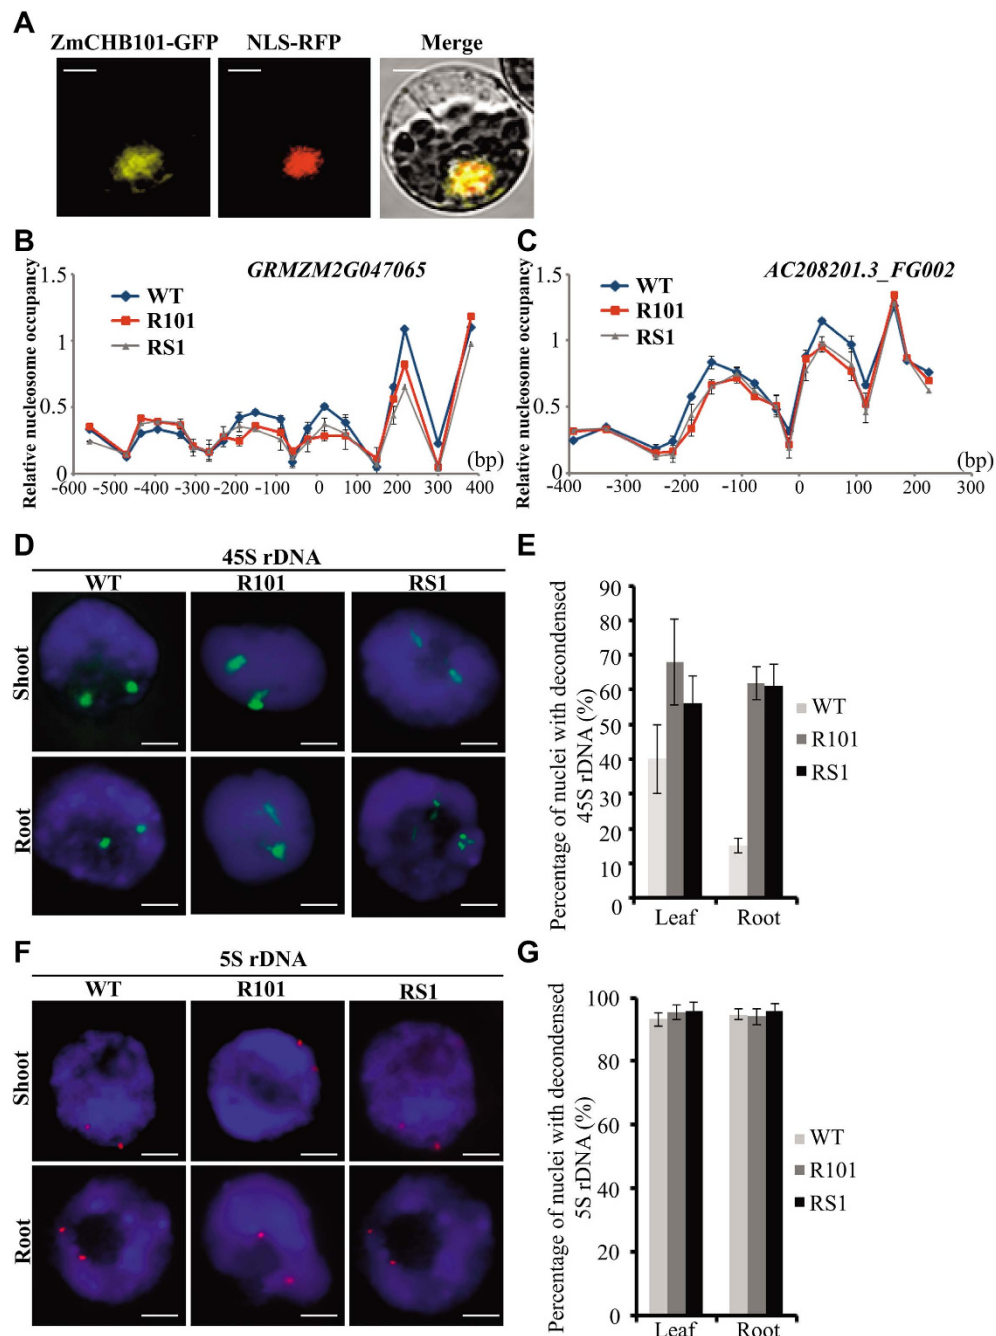 A
ZmCHB101-GFP NLS-RFP Merge
B
GRMZM2G047065
Relative nucleosome occupancy
1.5
1
0.5
0
WT
R101
RS1
(bp)
-600 -500 -400 -300 -200 -100 0 100 200 300 400
C
AC208201.3_FG002
Relative nucleosome occupancy
1.5
1
0.5
0
WT
R101
RS1
(bp)
-400 -300 -200 -100 0 100 200 300
D
45S rDNA
WT R101 RS1
Shoot
Root
E
Percentage of nuclei with decondensed
45S rDNA (%)
90
80
70
60
50
40
30
20
10
0
Leaf Root
WT
R101
RS1
F
5S rDNA
WT R101 RS1
Shoot
Root
G
Percentage of nuclei with decondensed
5S rDNA (%)
100
80
60
40
20
0
Leaf Root
WT
R101
RS1